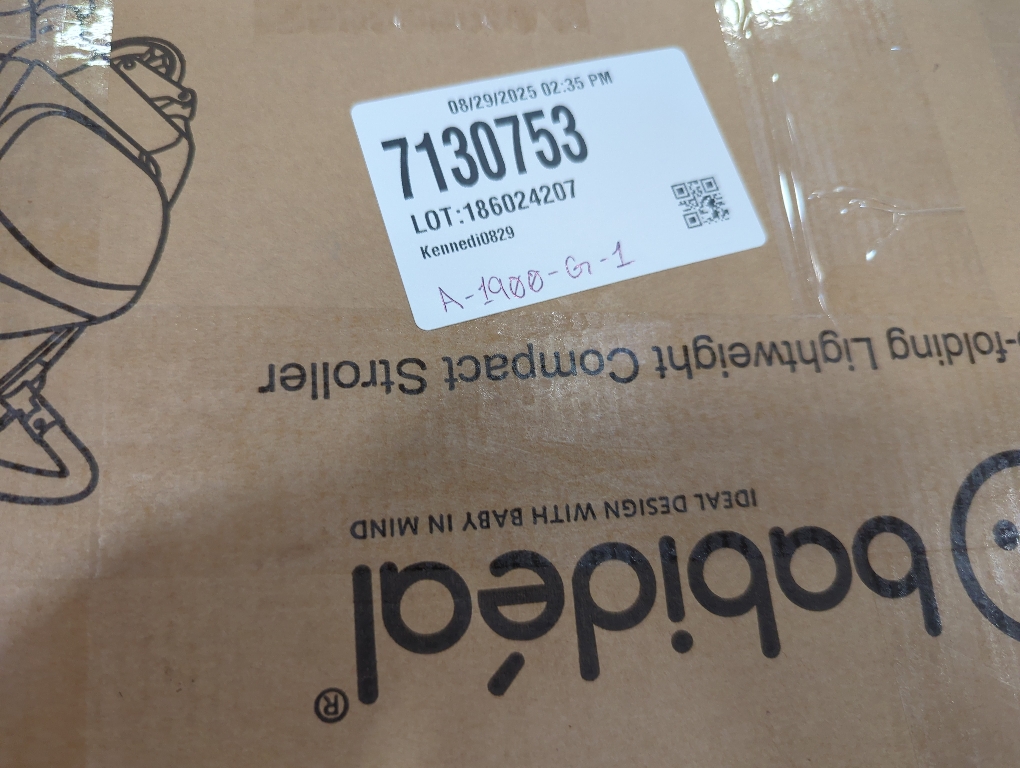 08/29/2025 02:35 PM
7130753
LOT:186024207
Kennedi0829
A-1900-G-1
-folding Lightweight Compact Stroller
IDEAL DESIGN WITH BABY IN MIND
babidéal®